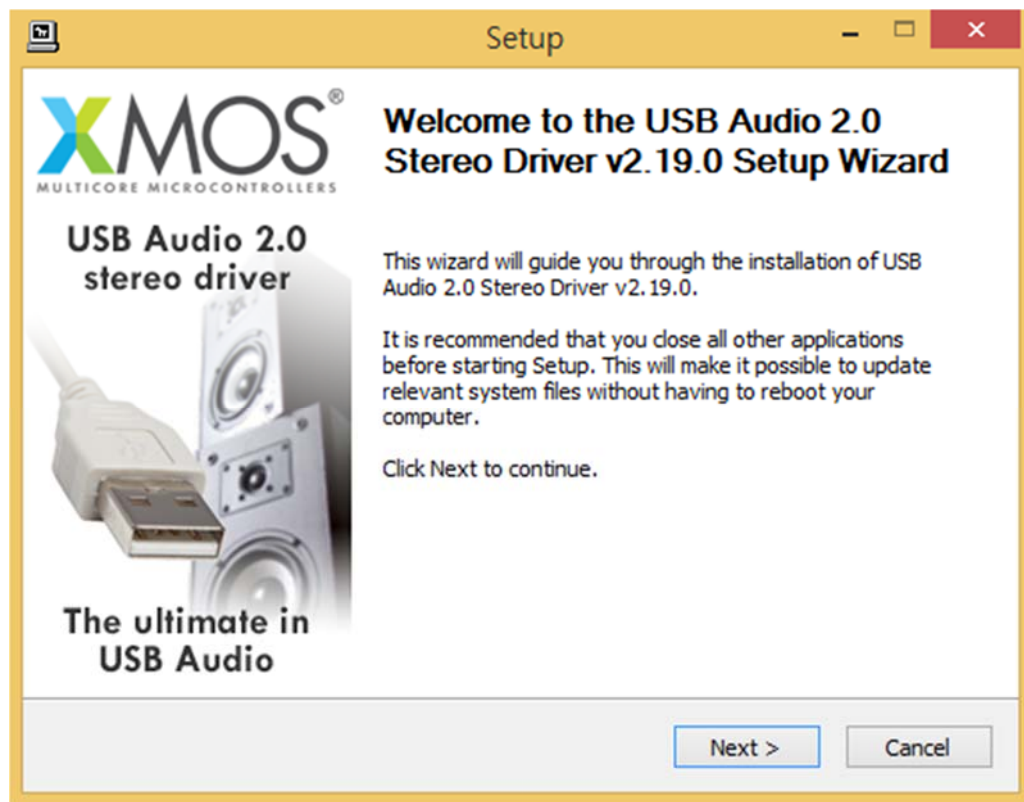 Setup
XMOS®
MULTICORE MICROCONTROLLERS
USB Audio 2.0
stereo driver
The ultimate in
USB Audio
Welcome to the USB Audio 2.0
Stereo Driver v2.19.0 Setup Wizard
This wizard will guide you through the installation of USB
Audio 2.0 Stereo Driver v2.19.0.
It is recommended that you close all other applications
before starting Setup. This will make it possible to update
relevant system files without having to reboot your
computer.
Click Next to continue.
Next >
Cancel